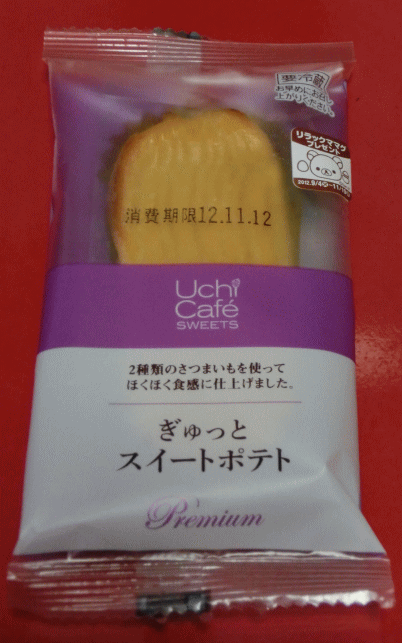 要冷蔵
お早めにお召し
上がりください。
リラックママグ
プレゼント
2012.9/4
消費期限12.11.12
Uchi
Café
SWEETS
2種類のさつまいもを使って
ほくほく食感に仕上げました。
ぎゅっと
スイートポテト
Premium